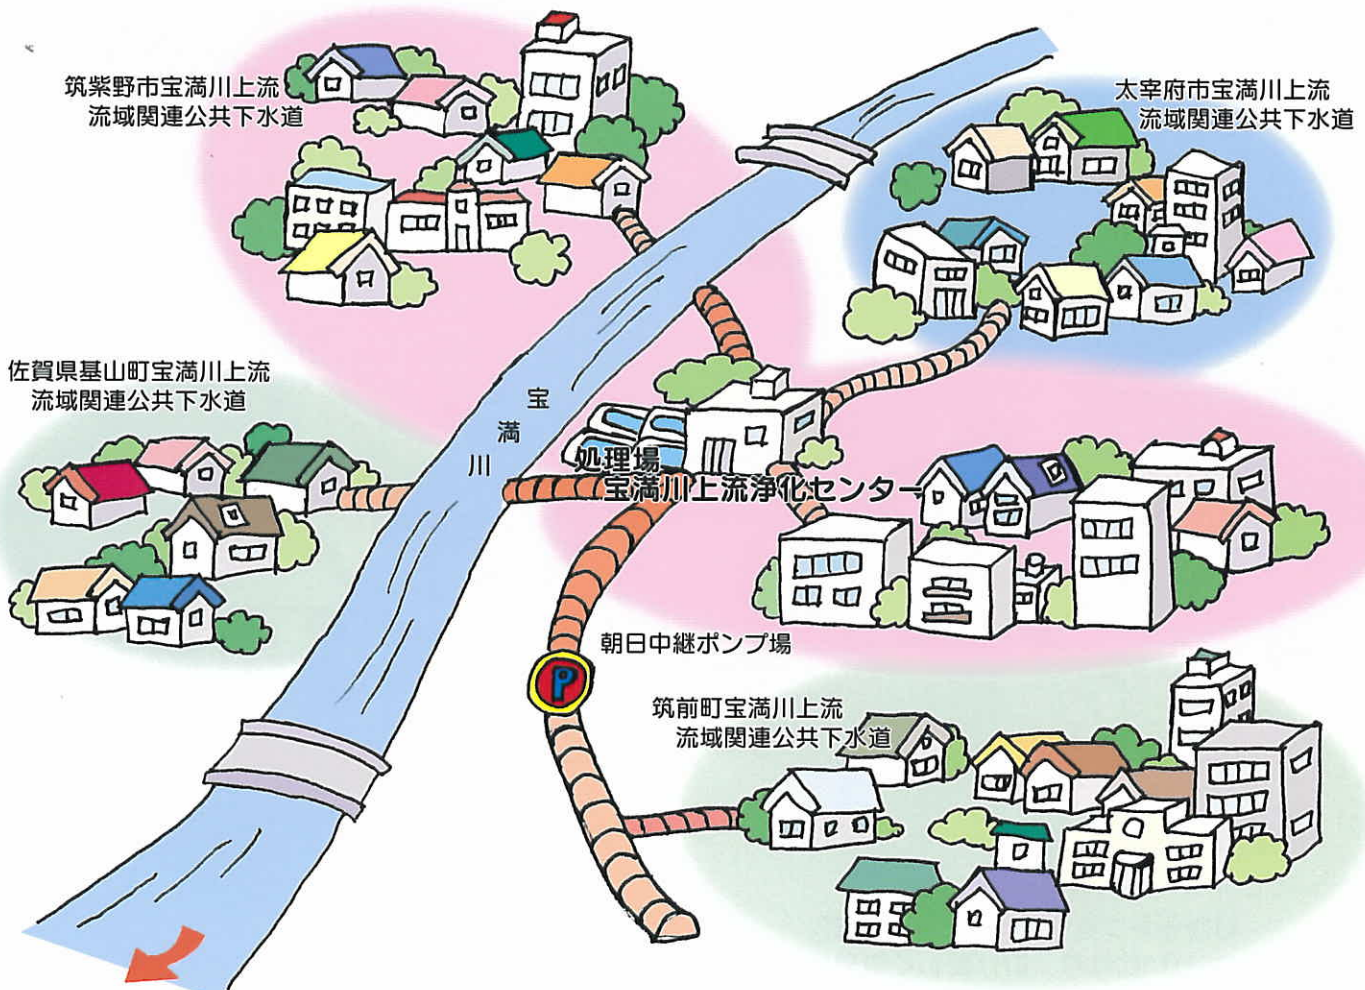 筑紫野市宝満川上流
流域関連公共下水道
太宰府市宝満川上流
流域関連公共下水道
佐賀県基山町宝満川上流
流域関連公共下水道
宝満川
処理場
宝満川上流浄化センター
朝日中継ポンプ場
P
筑前町宝満川上流
流域関連公共下水道